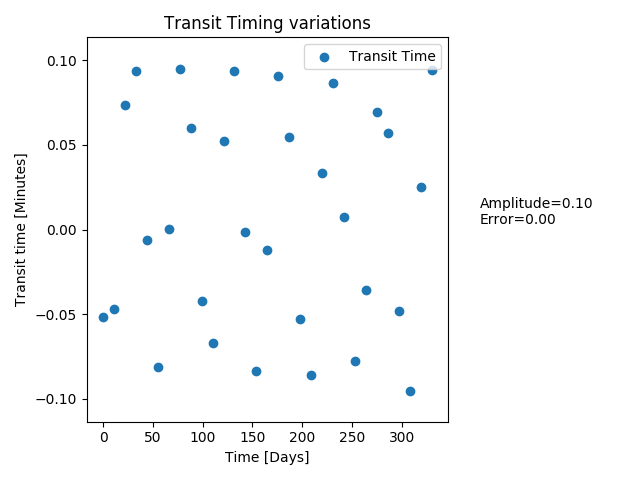 Transit Timing variations
Transit Time
Transit time [Minutes]
0.10
0.05
0.00
−0.05
−0.10
0 50 100 150 200 250 300
Time [Days]
Amplitude=0.10
Error=0.00